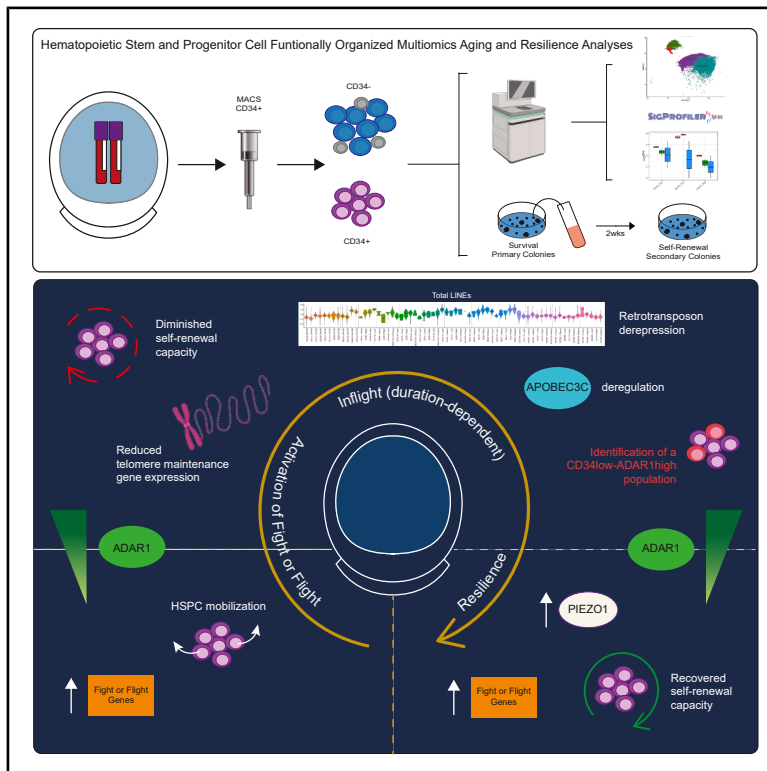 Hematopoietic Stem and Progenitor Cell Funtionally Organized Multiomics Aging and Resilience Analyses
MACS
CD34+
CD34-
CD34+
SIGPROFILER
Survival
Primary Colonies
2wks
Self-Renewal
Secondary Colonies
Total LINEs
Diminished
self-renewal
capacity
Retrotransposon
derepression
APOBEC3C
deregulation
Inflight (duration-dependent)
Activation of Fight or Flight
Resilience
Reduced
telomere maintenance
gene expression
Identification of a
CD34low-ADAR1high
population
ADAR1
ADAR1
HSPC mobilization
PIEZO1
Fight or Flight
Genes
Fight or Flight
Genes
Recovered
self-renewal
capacity